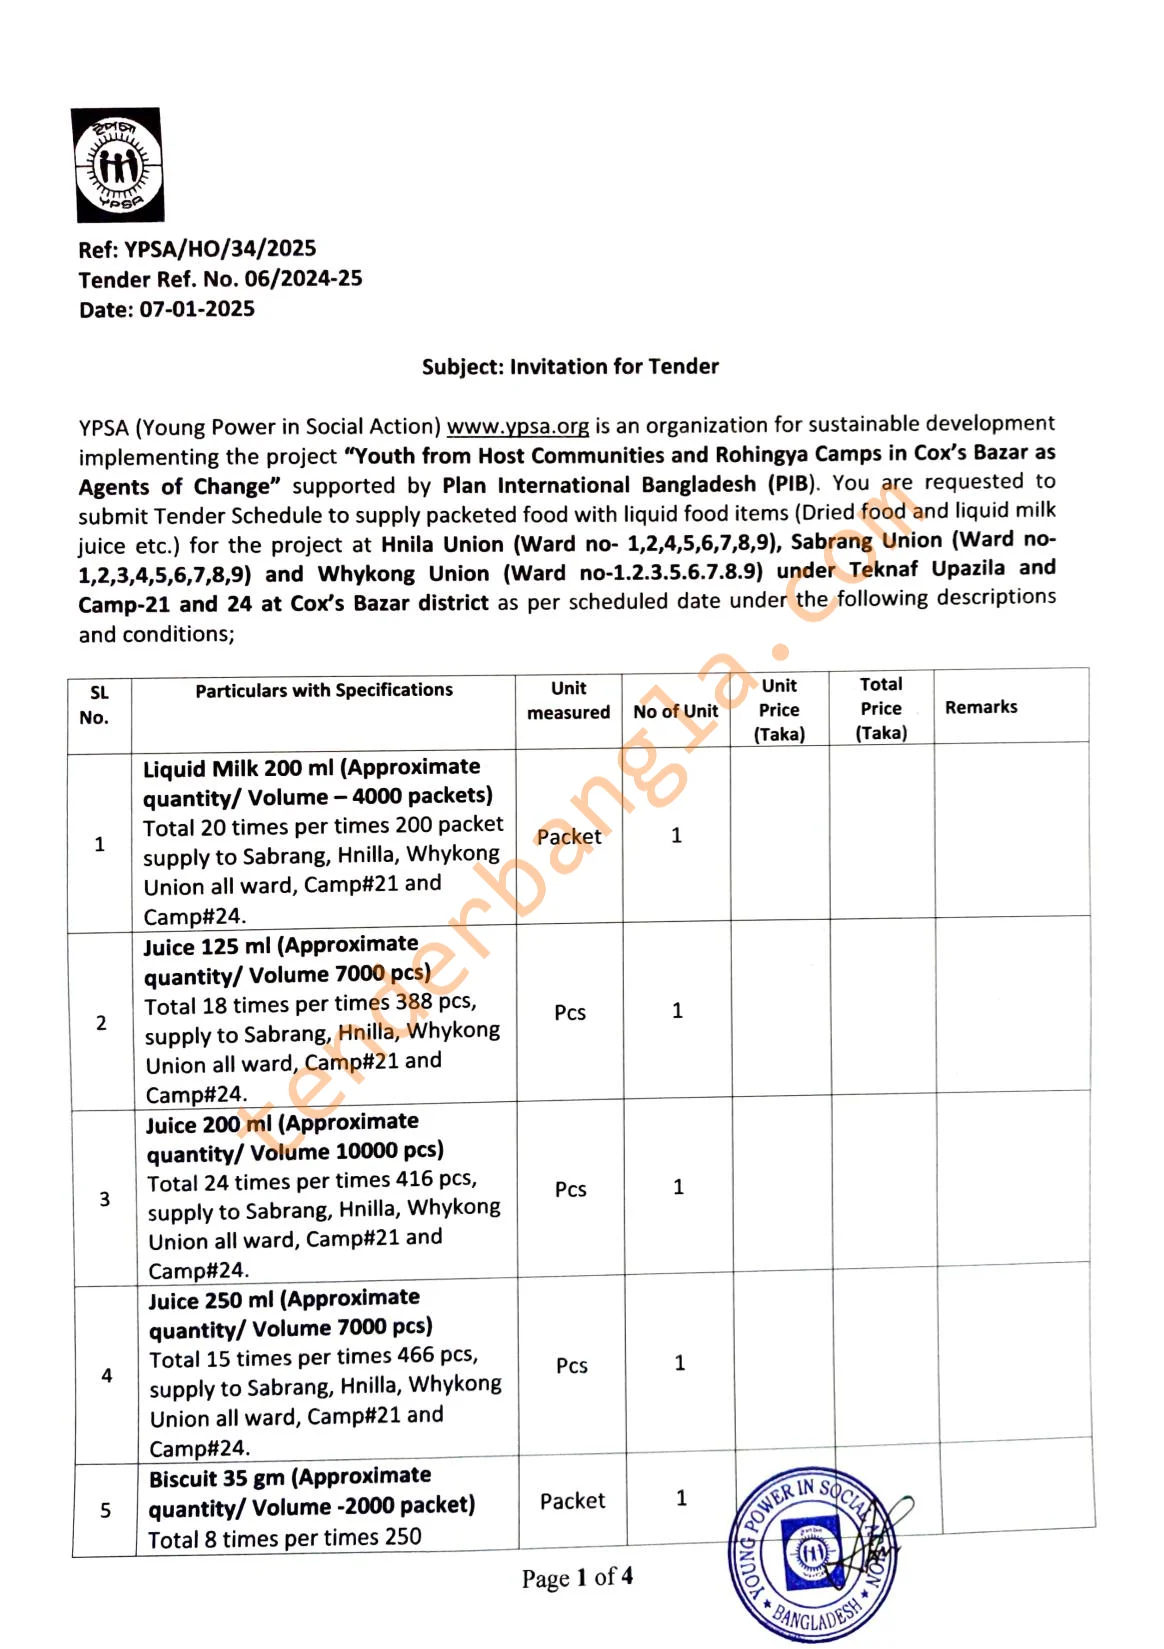 ইপসা
YPSA
Ref: YPSA/HO/34/2025
Tender Ref. No. 06/2024-25
Date: 07-01-2025
Subject: Invitation for Tender
YPSA (Young Power in Social Action) www.ypsa.org is an organization for sustainable development
implementing the project "Youth from Host Communities and Rohingya Camps in Cox's Bazar as
Agents of Change" supported by Plan International Bangladesh (PIB). You are requested to
submit Tender Schedule to supply packeted food with liquid food items (Dried food and liquid milk
juice etc.) for the project at Hnila Union (Ward no- 1,2,4,5,6,7,8,9), Sabrang Union (Ward no-
1,2,3,4,5,6,7,8,9) and Whykong Union (Ward no-1.2.3.5.6.7.8.9) under Teknaf Upazila and
Camp-21 and 24 at Cox's Bazar district as per scheduled date under the following descriptions
and conditions;
SL No. Particulars with Specifications Unit measured No of Unit Unit Price (Taka) Total Price (Taka) Remarks
1 Liquid Milk 200 ml (Approximate
quantity/ Volume – 4000 packets)
Total 20 times per times 200 packet
supply to Sabrang, Hnilla, Whykong
Union all ward, Camp#21 and
Camp#24.
Packet 1
2 Juice 125 ml (Approximate
quantity/ Volume 7000 pcs)
Total 18 times per times 388 pcs,
supply to Sabrang, Hnilla, Whykong
Union all ward, Camp#21 and
Camp#24.
Pcs 1
3 Juice 200 ml (Approximate
quantity/ Volume 10000 pcs)
Total 24 times per times 416 pcs,
supply to Sabrang, Hnilla, Whykong
Union all ward, Camp#21 and
Camp#24.
Pcs 1
4 Juice 250 ml (Approximate
quantity/ Volume 7000 pcs)
Total 15 times per times 466 pcs,
supply to Sabrang, Hnilla, Whykong
Union all ward, Camp#21 and
Camp#24.
Pcs 1
5 Biscuit 35 gm (Approximate
quantity/ Volume -2000 packet)
Total 8 times per times 250
Packet 1
Page 1 of 4
YOUNG POWER IN SOCIAL ACTION
★ BANGLADESH ★
tenderbangla.com